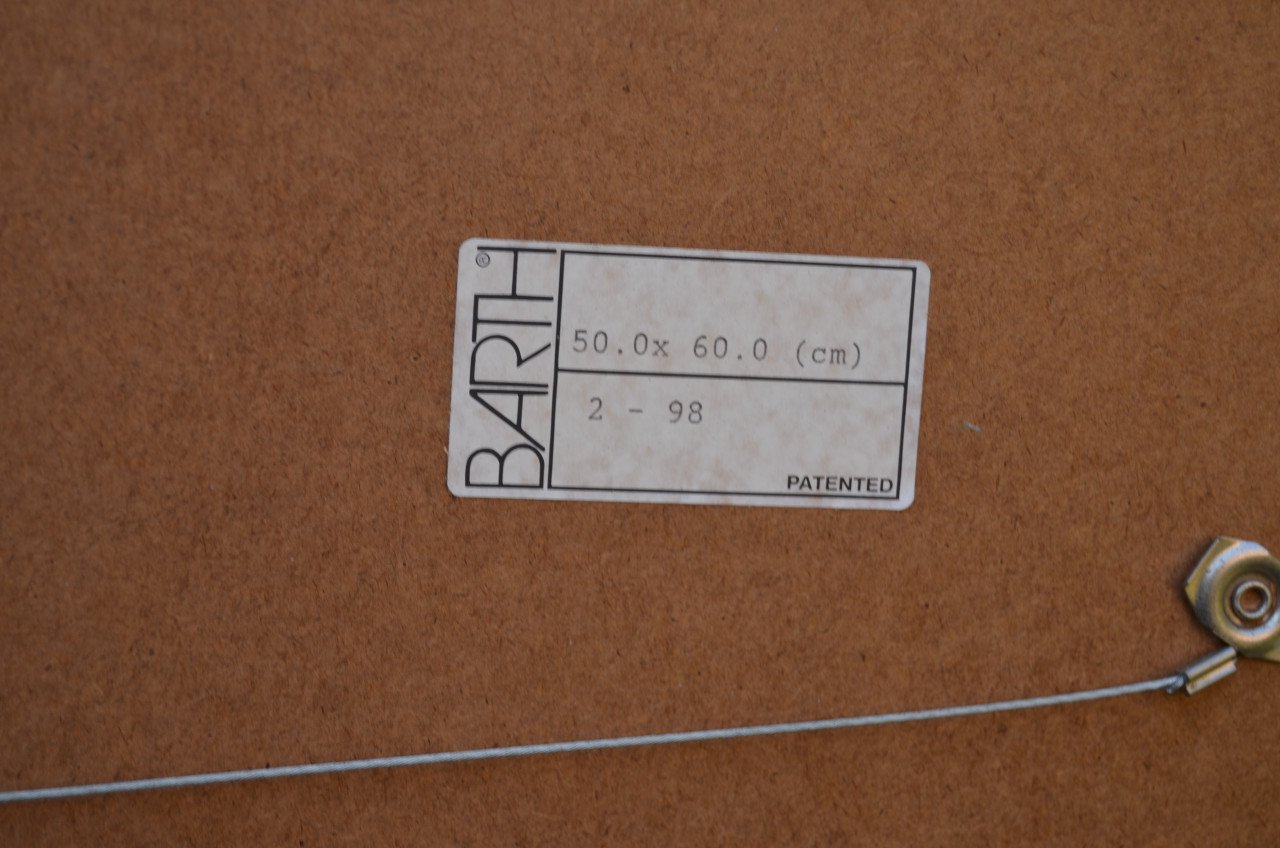 BARTH®
50.0x 60.0 (cm)
2 - 98
PATENTED